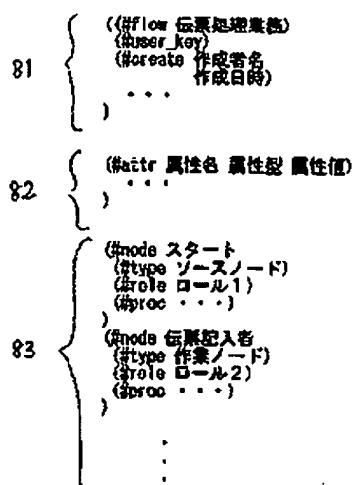 81
((#flow 伝票処理業務)
(#user_key)
(#create 作成者名
作成日時)
・・・
)
82
(#attr 属性名 属性型 属性値)
・・・
)
83
(#node スタート
(#type ソースノード)
(#role ロール1)
(#proc ・・・)
)
(#node 伝票記入者
(#type 作業ノード)
(#role ロール2)
(#proc ・・・)
)